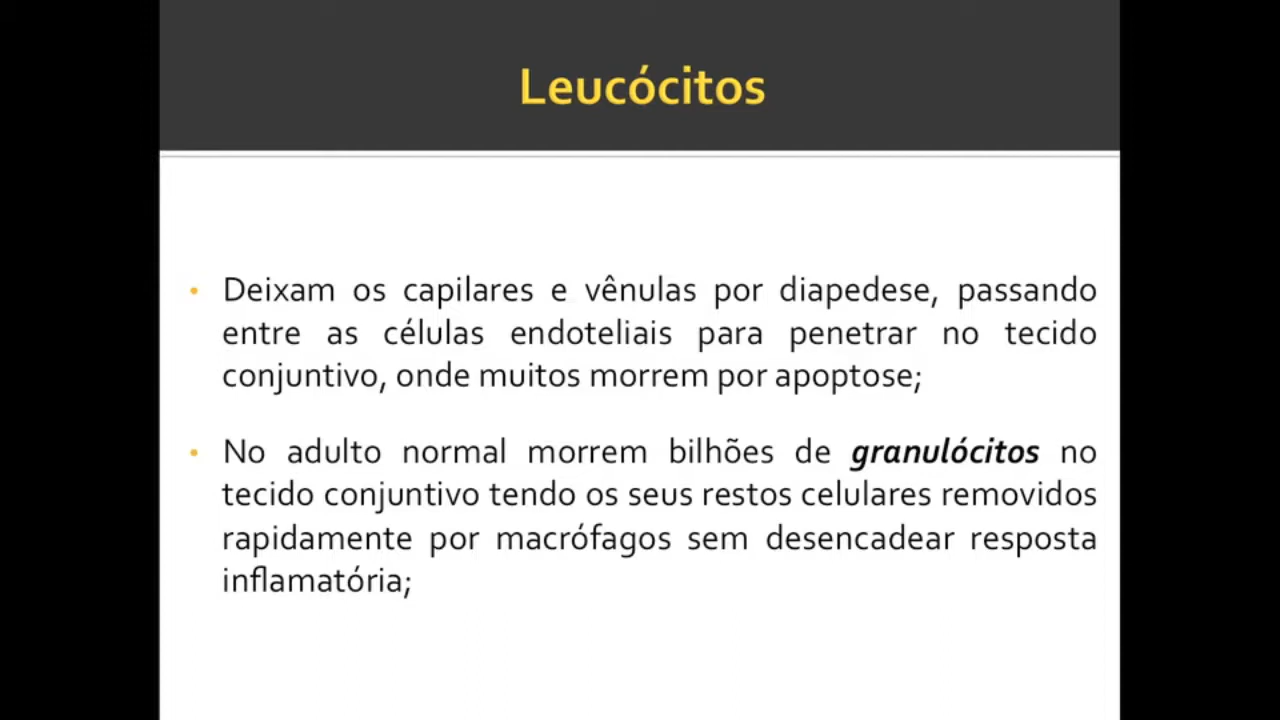 Leucócitos
• Deixam os capilares e vênulas por diapedese, passando
entre as células endoteliais para penetrar no tecido
conjuntivo, onde muitos morrem por apoptose;
• No adulto normal morrem bilhões de granulócitos no
tecido conjuntivo tendo os seus restos celulares removidos
rapidamente por macrófagos sem desencadear resposta
inflamatória;